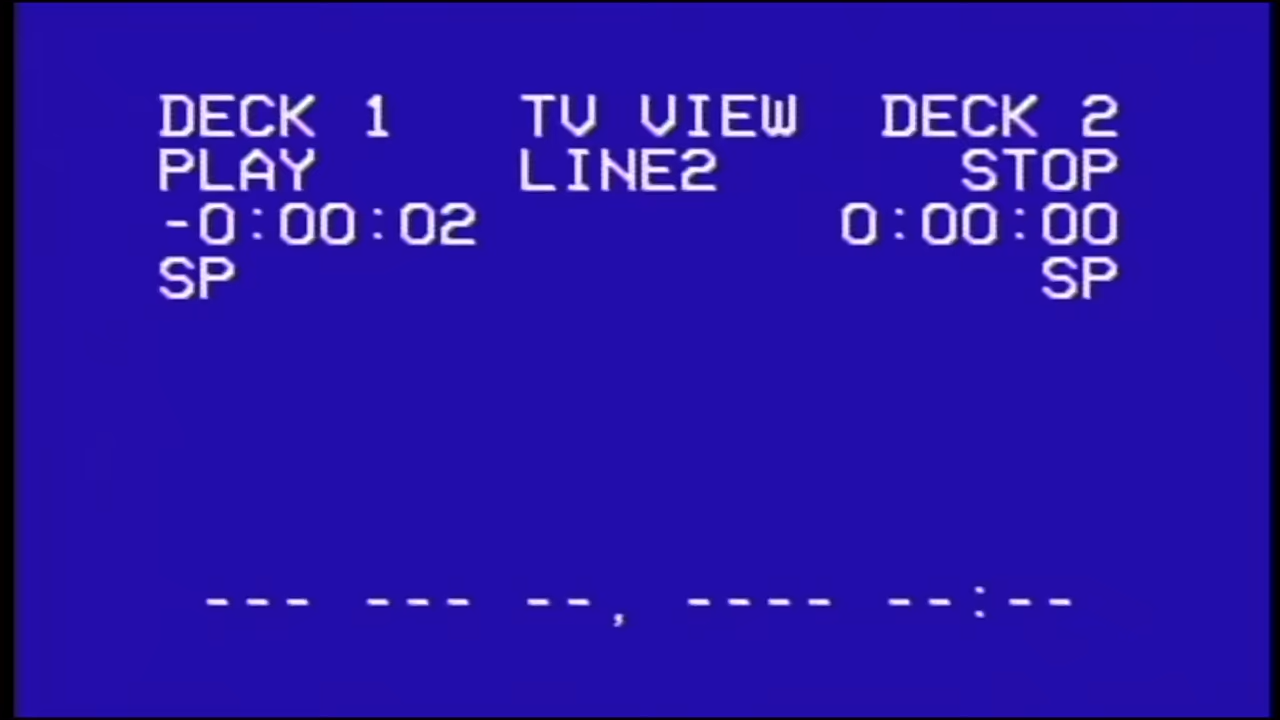 DECK 1 TV VIEW DECK 2
PLAY LINE2 STOP
-0:00:02 0:00:00
SP SP
--- --- --, ---- --:--